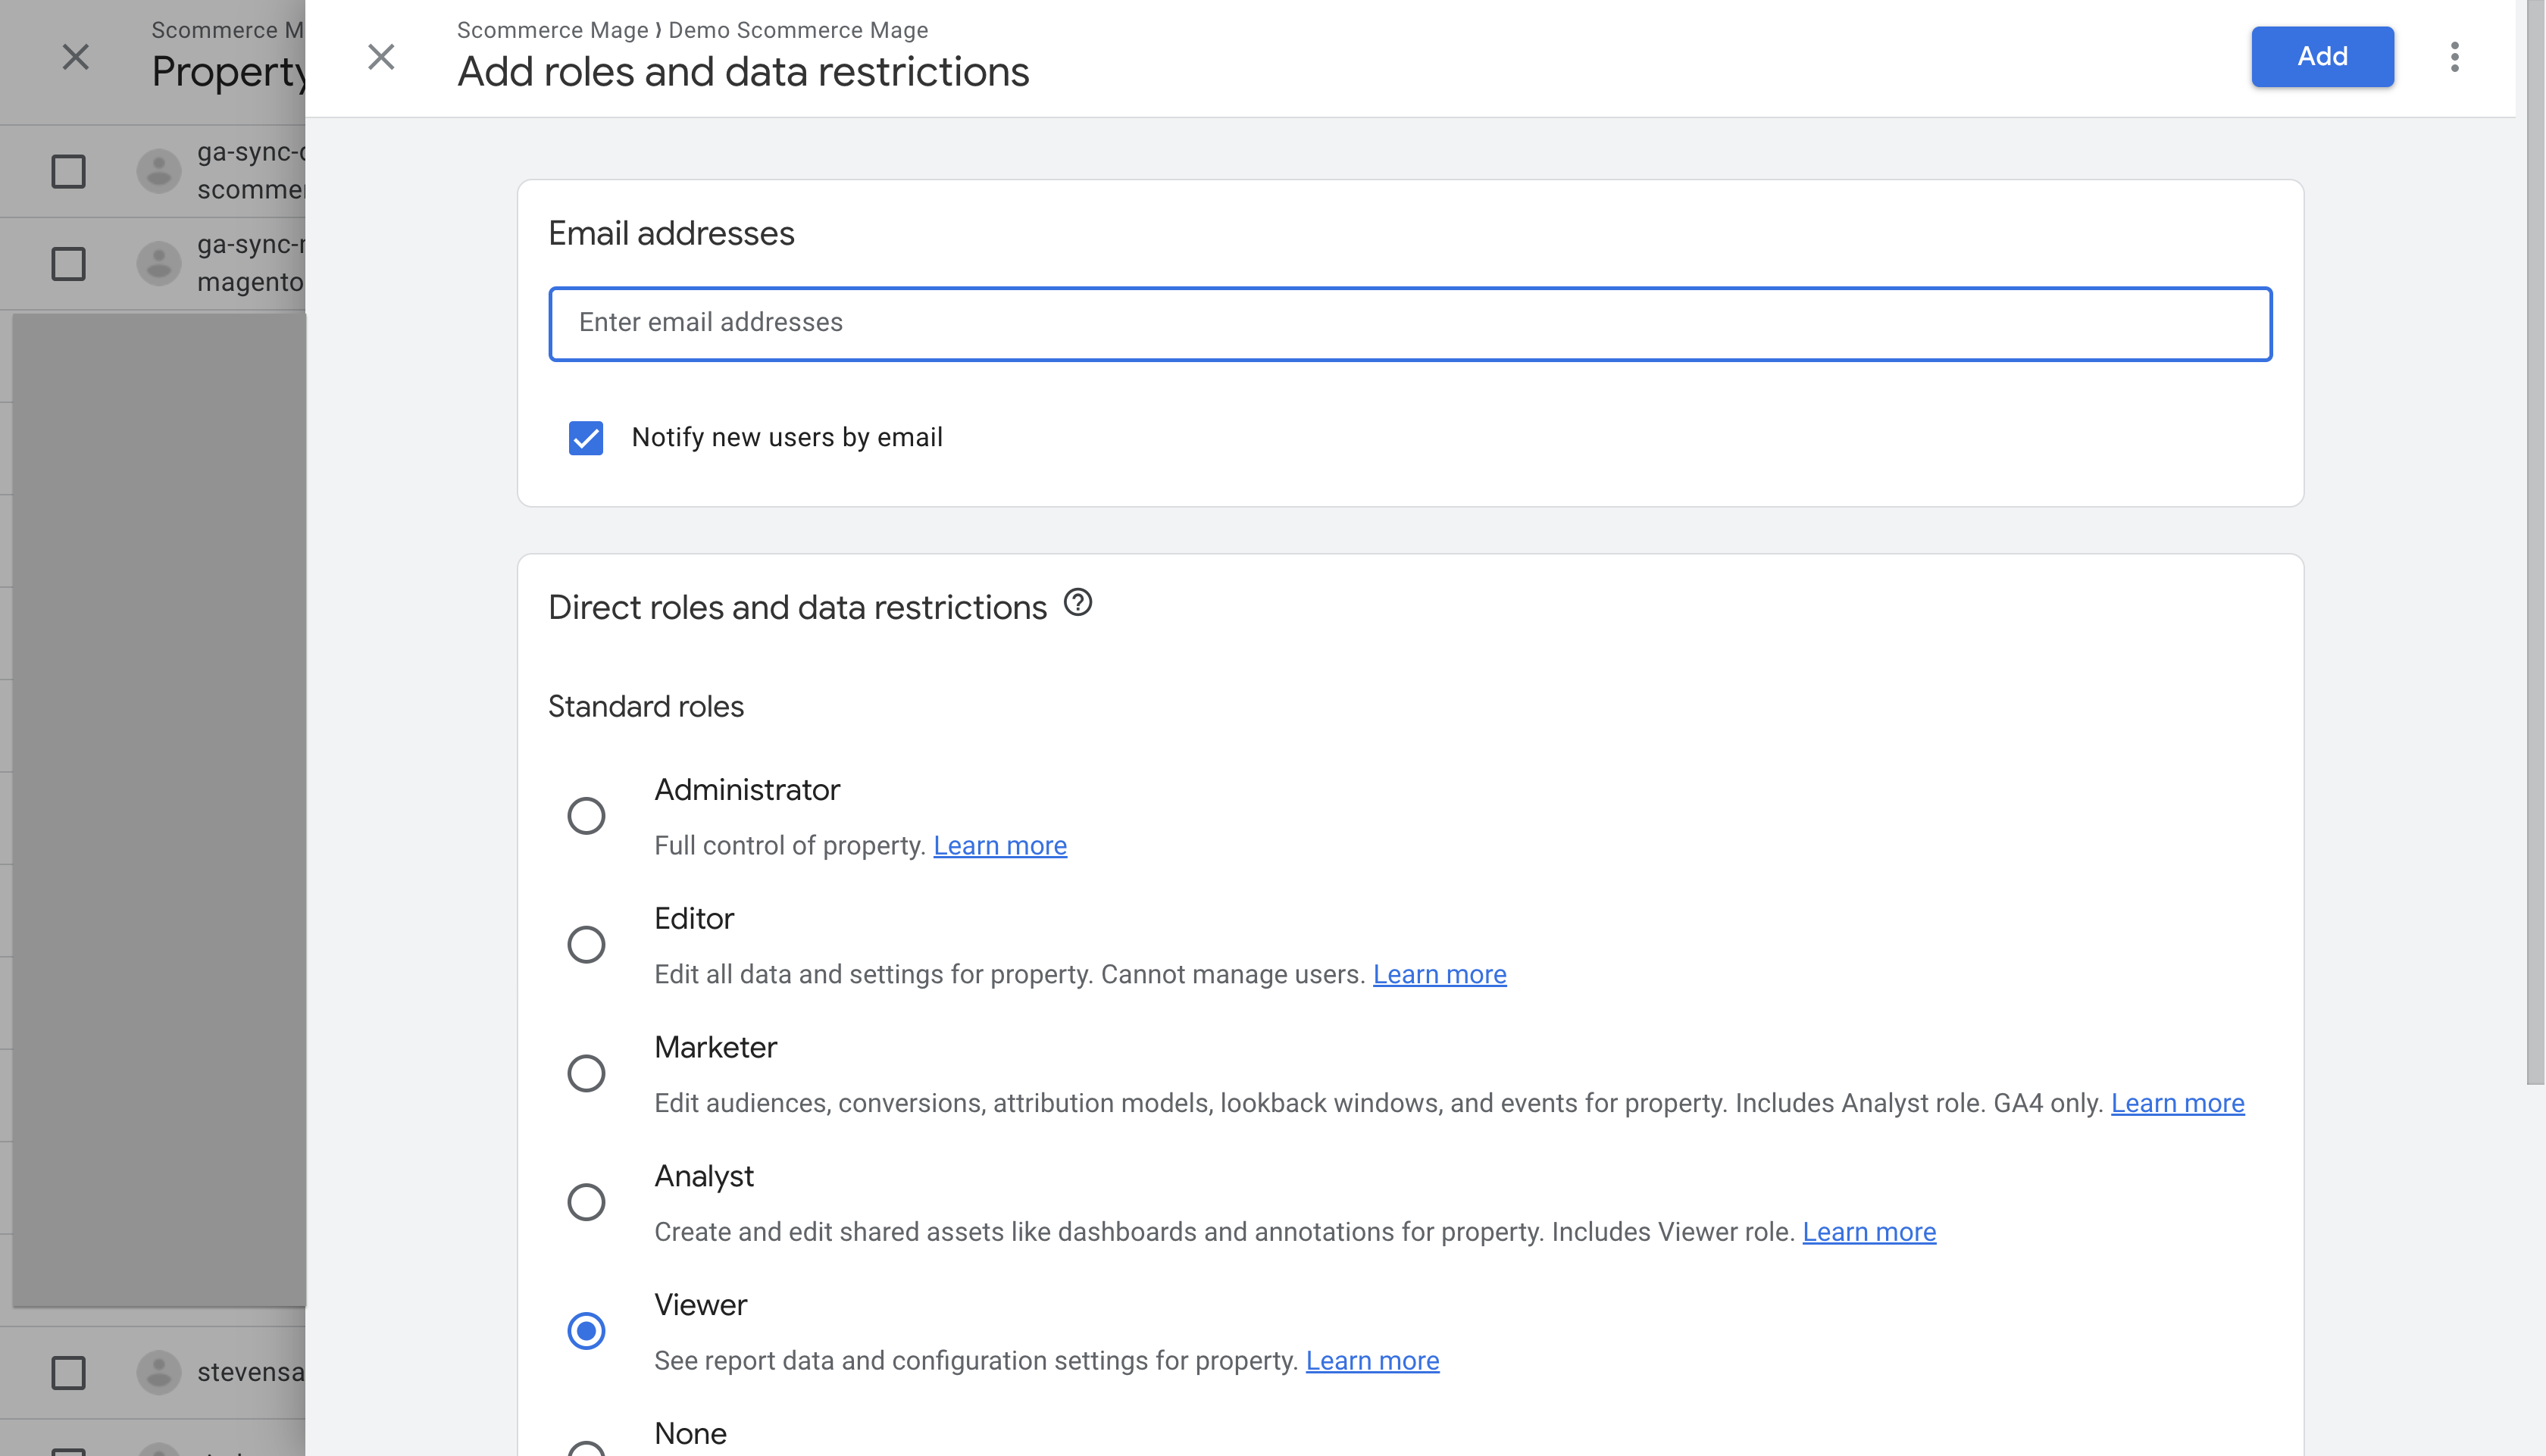 Scommerce M
Property
ga-sync-
scommer
ga-sync-
magento
stevensa
Scommerce Mage ⟩ Demo Scommerce Mage
Add roles and data restrictions
Add
Email addresses
Enter email addresses
Notify new users by email
Direct roles and data restrictions
Standard roles
Administrator
Full control of property. Learn more
Editor
Edit all data and settings for property. Cannot manage users. Learn more
Marketer
Edit audiences, conversions, attribution models, lookback windows, and events for property. Includes Analyst role. GA4 only. Learn more
Analyst
Create and edit shared assets like dashboards and annotations for property. Includes Viewer role. Learn more
Viewer
See report data and configuration settings for property. Learn more
None